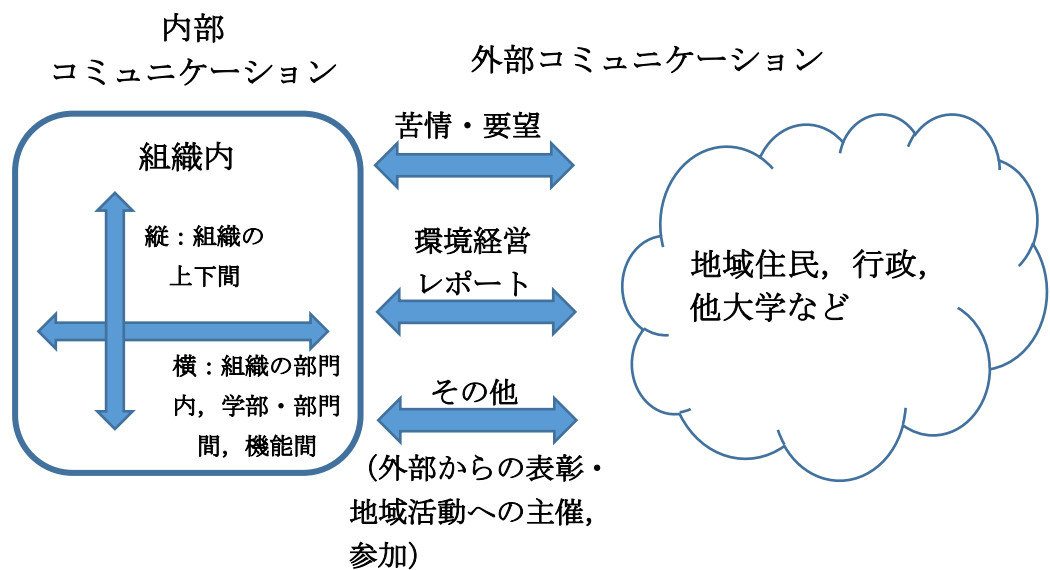 内部
コミュニケーション
外部コミュニケーション
組織内
縦：組織の
上下間
横：組織の部門
内，学部・部門
間，機能間
苦情・要望
環境経営
レポート
その他
（外部からの表彰・
地域活動への主催，
参加）
地域住民，行政，
他大学など